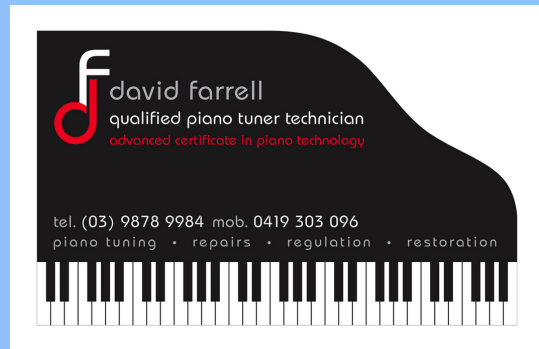 df
david farrell
qualified piano tuner technician
advanced certificate in piano technology
tel. (03) 9878 9984 mob. 0419 303 096
piano tuning • repairs • regulation • restoration